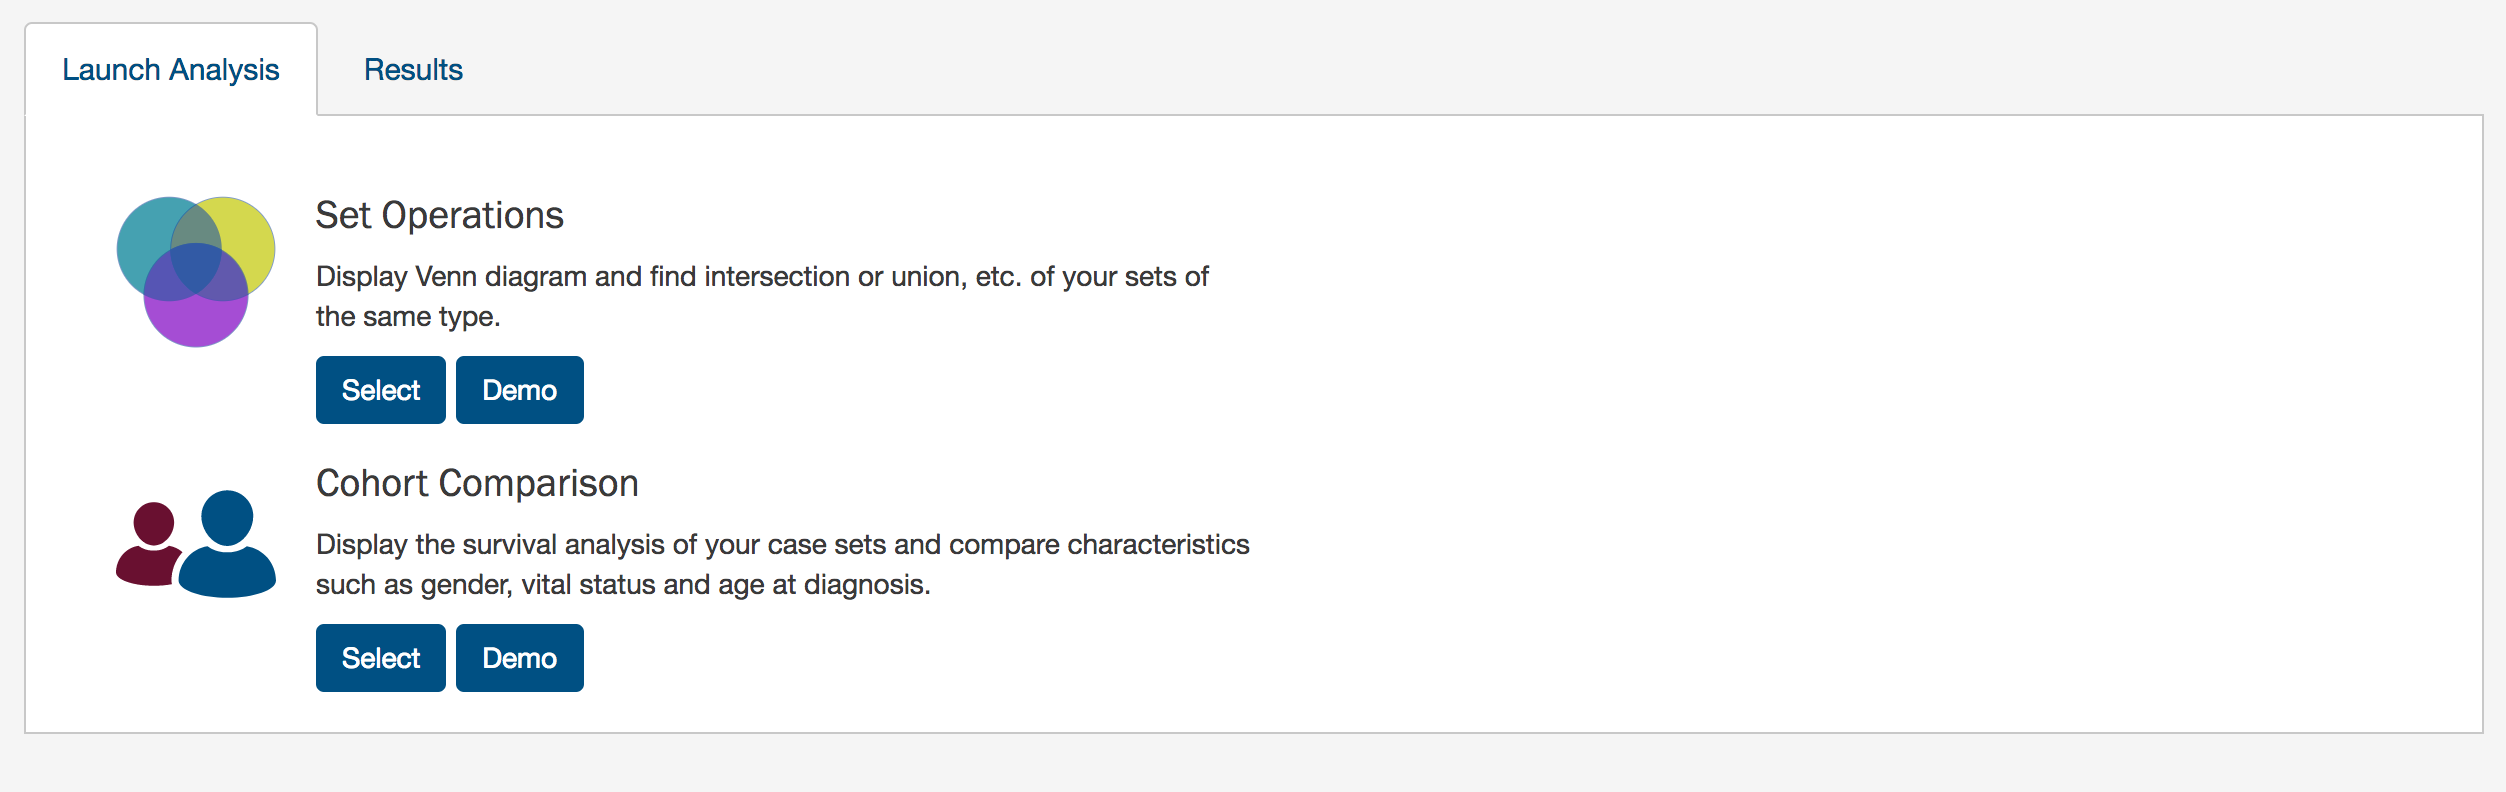 Launch Analysis
Results
Set Operations
Display Venn diagram and find intersection or union, etc. of your sets of
the same type.
Select
Demo
Cohort Comparison
Display the survival analysis of your case sets and compare characteristics
such as gender, vital status and age at diagnosis.
Select
Demo